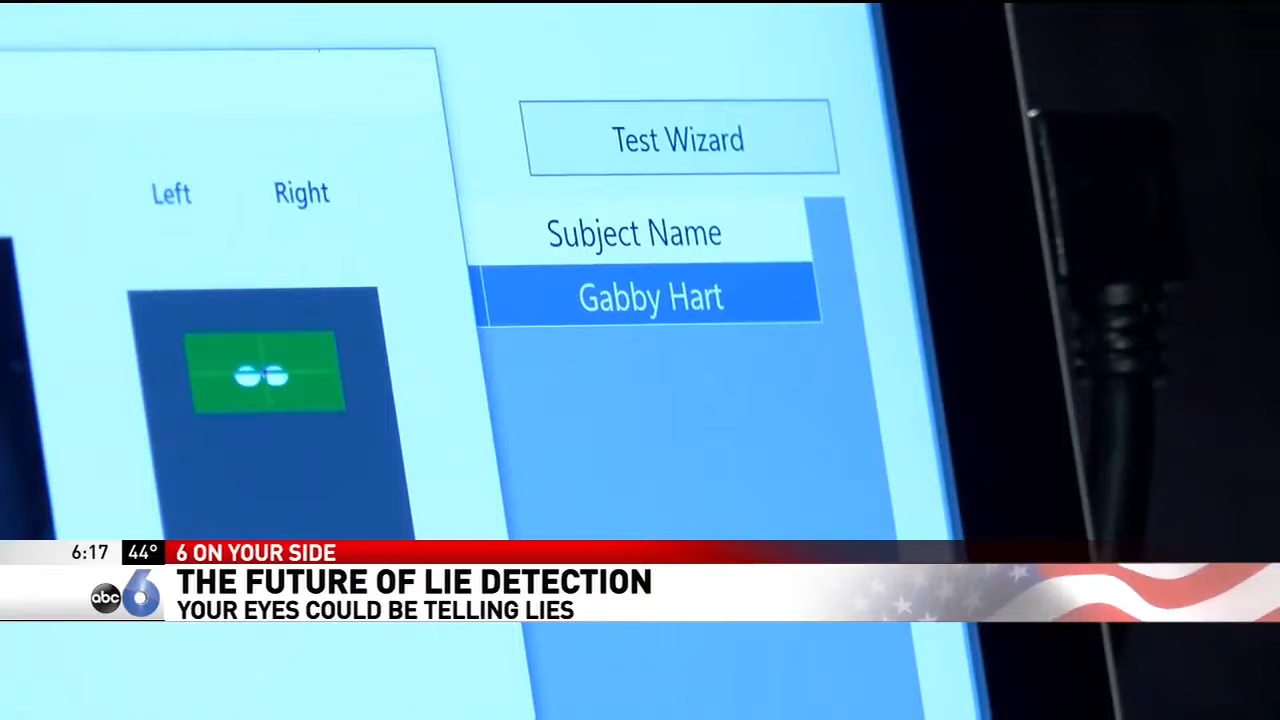 Test Wizard
Left Right
Subject Name
Gabby Hart
6:17 44° 6 ON YOUR SIDE
abc 6 THE FUTURE OF LIE DETECTION
YOUR EYES COULD BE TELLING LIES